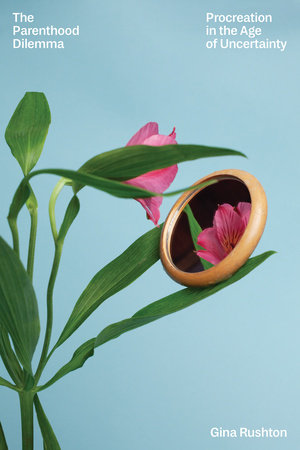 The
Parenthood
Dilemma
Procreation
in the Age
of Uncertainty
Gina Rushton